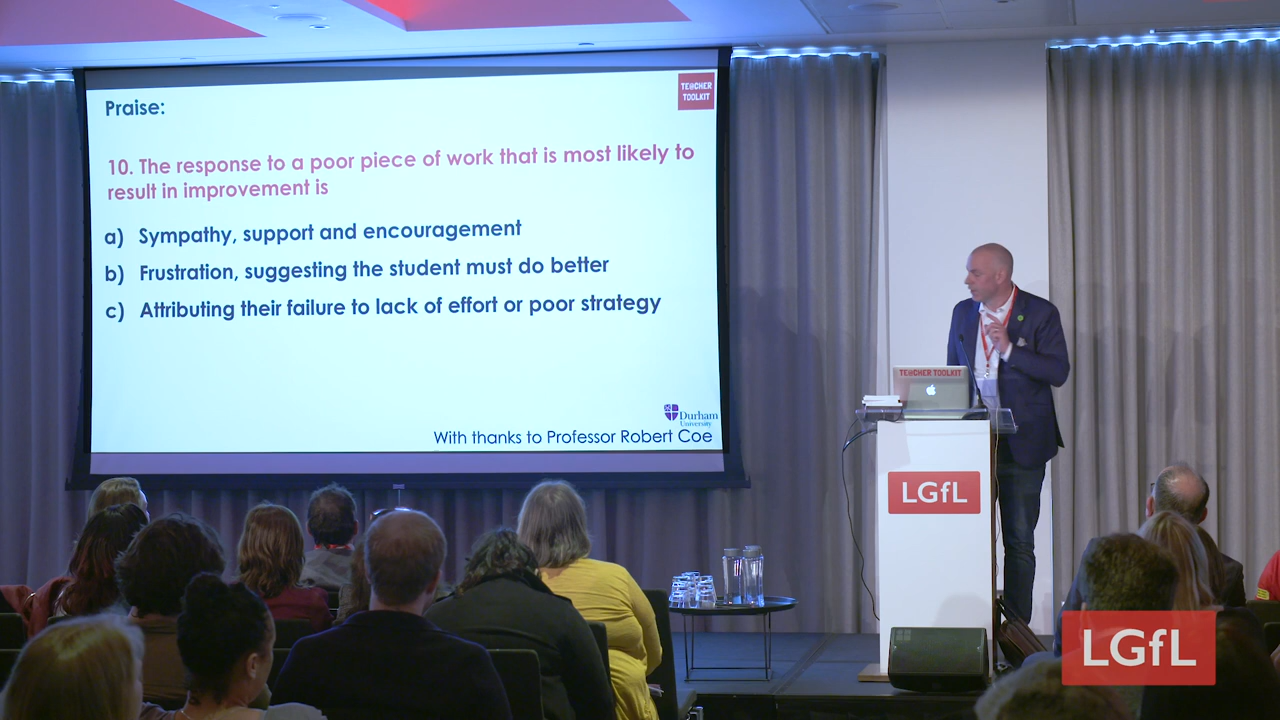 Praise:
TE@CHER
TOOLKIT
10. The response to a poor piece of work that is most likely to
result in improvement is
a) Sympathy, support and encouragement
b) Frustration, suggesting the student must do better
c) Attributing their failure to lack of effort or poor strategy
Durham
University
With thanks to Professor Robert Coe
TE@CHER TOOLKIT
LGfL
LGfL